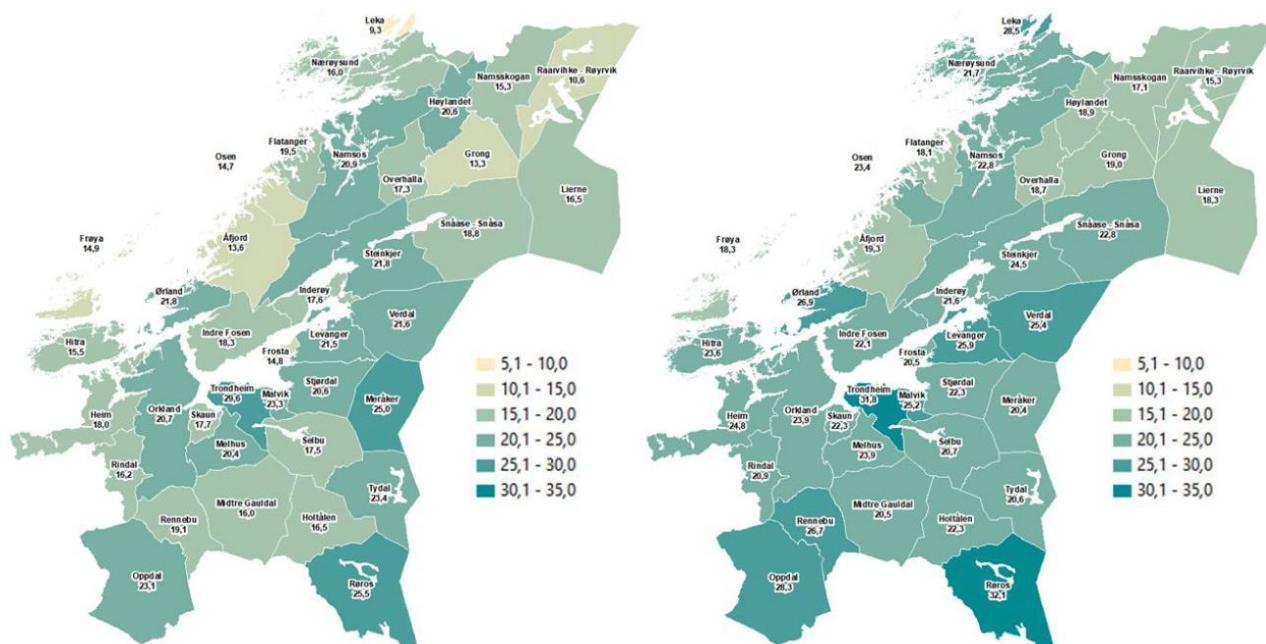 Leka
9,3
Nærøysund
16,0
Namsskogan
15,3
Raarvihke - Røyrvik
10,6
Høylandet
20,6
Flatanger
19,5
Osen
14,7
Namsos
20,9
Grong
13,3
Overhalla
17,3
Lierne
16,5
Snåase - Snåsa
18,8
Frøya
14,9
Åfjord
13,6
Steinkjer
21,8
Ørland
21,8
Inderøy
17,6
Verdal
21,6
Hitra
15,5
Indre Fosen
18,3
Levanger
21,5
Frosta
14,8
Stjørdal
20,6
Meråker
25,0
Trondheim
29,6
Malvik
23,3
Heim
18,0
Orkland
20,7
Skaun
17,7
Melhus
20,4
Selbu
17,5
Rindal
16,2
Tydal
23,4
Midtre Gauldal
16,0
Rennebu
19,1
Holtålen
16,5
Oppdal
23,1
Røros
25,5
5,1 - 10,0
10,1 - 15,0
15,1 - 20,0
20,1 - 25,0
25,1 - 30,0
30,1 - 35,0
Leka
28,5
Nærøysund
21,7
Namsskogan
17,1
Raarvihke - Røyrvik
15,3
Høylandet
18,9
Flatanger
18,1
Osen
23,4
Namsos
22,8
Grong
19,0
Overhalla
18,7
Lierne
18,3
Snåase - Snåsa
22,8
Frøya
18,3
Åfjord
19,3
Steinkjer
24,5
Ørland
26,9
Inderøy
21,6
Verdal
25,4
Hitra
23,6
Indre Fosen
22,1
Levanger
25,9
Frosta
20,5
Stjørdal
22,3
Meråker
20,4
Trondheim
31,8
Malvik
25,2
Heim
24,8
Orkland
23,9
Skaun
22,3
Melhus
23,9
Selbu
20,7
Rindal
20,9
Tydal
20,6
Midtre Gauldal
20,5
Rennebu
26,7
Holtålen
22,3
Oppdal
28,3
Røros
32,1
5,1 - 10,0
10,1 - 15,0
15,1 - 20,0
20,1 - 25,0
25,1 - 30,0
30,1 - 35,0